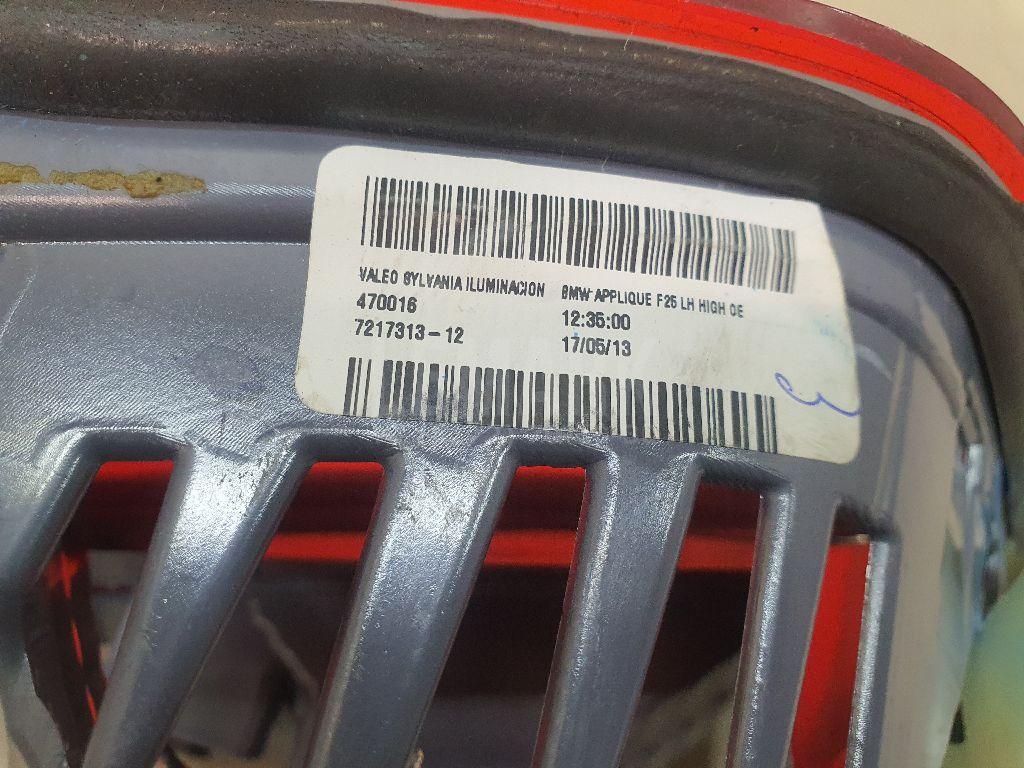 VALEO SYLVANIA ILUMINACION BMW APPLIQUE F25 LH HIGH OE
470016 12:35:00
7217313-12 17/05/13